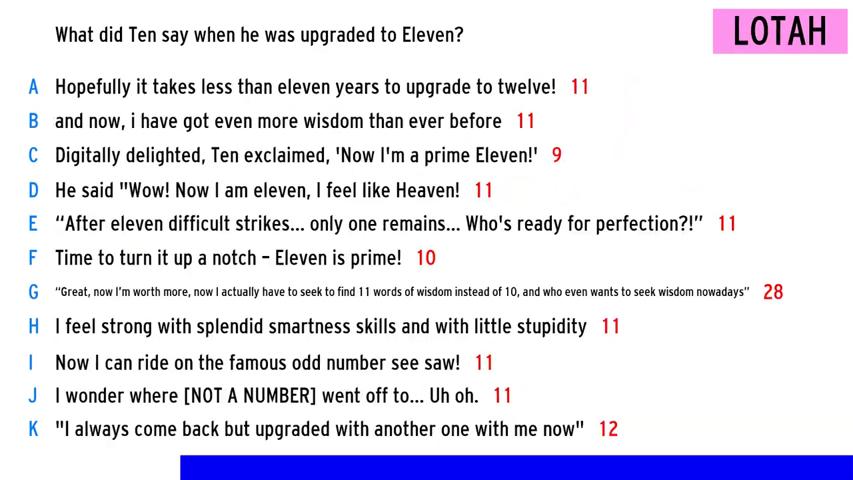 What did Ten say when he was upgraded to Eleven?
LOTAH
A Hopefully it takes less than eleven years to upgrade to twelve! 11
B and now, i have got even more wisdom than ever before 11
C Digitally delighted, Ten exclaimed, 'Now I'm a prime Eleven!' 9
D He said "Wow! Now I am eleven, I feel like Heaven! 11
E “After eleven difficult strikes... only one remains... Who's ready for perfection?!” 11
F Time to turn it up a notch – Eleven is prime! 10
G “Great, now I’m worth more, now I actually have to seek to find 11 words of wisdom instead of 10, and who even wants to seek wisdom nowadays” 28
H I feel strong with splendid smartness skills and with little stupidity 11
I Now I can ride on the famous odd number see saw! 11
J I wonder where [NOT A NUMBER] went off to... Uh oh. 11
K "I always come back but upgraded with another one with me now" 12